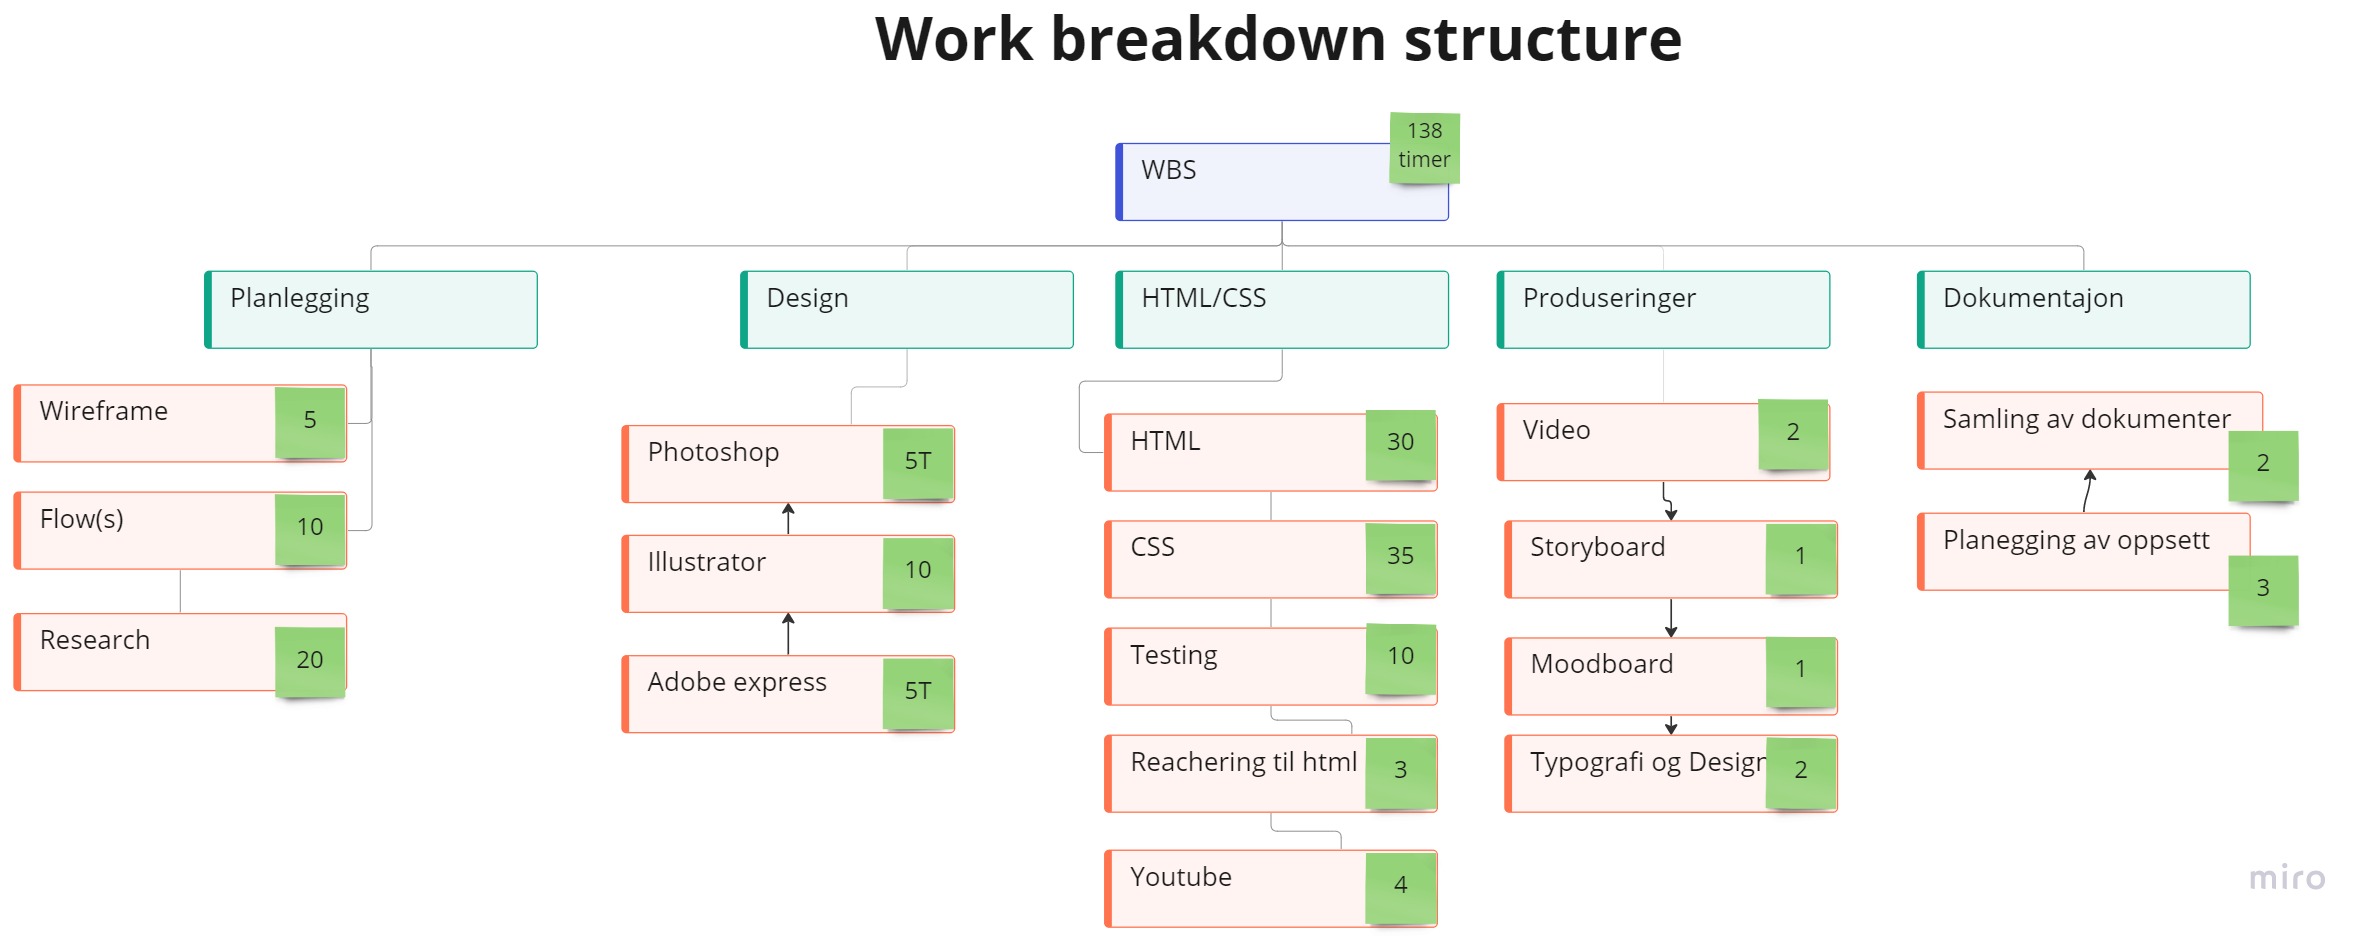 Work breakdown structure
138
timer
WBS
Planlegging
Design
HTML/CSS
Produseringer
Dokumentajon
Wireframe
5
Flow(s)
10
Research
20
Photoshop
5T
Illustrator
10
Adobe express
5T
HTML
30
CSS
35
Testing
10
Reachering til html
3
Youtube
4
Video
2
Storyboard
1
Moodboard
1
Typografi og Design
2
Samling av dokumenter
2
Planegging av oppsett
3
miro